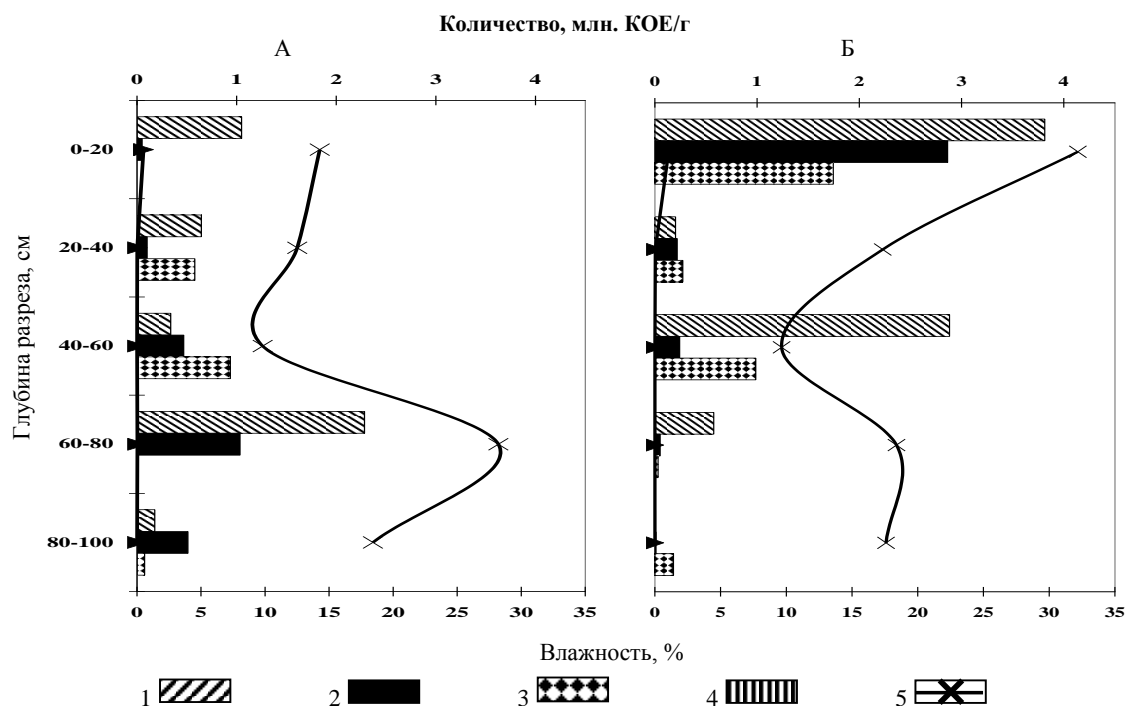 Количество, млн. КОЕ/г
А
Б
0 1 2 3 4
0 1 2 3 4
Глубина разреза, см
0-20
20-40
40-60
60-80
80-100
0 5 10 15 20 25 30 35
0 10 15 20 25 30 35
Влажность, %
1 2 3 4 5